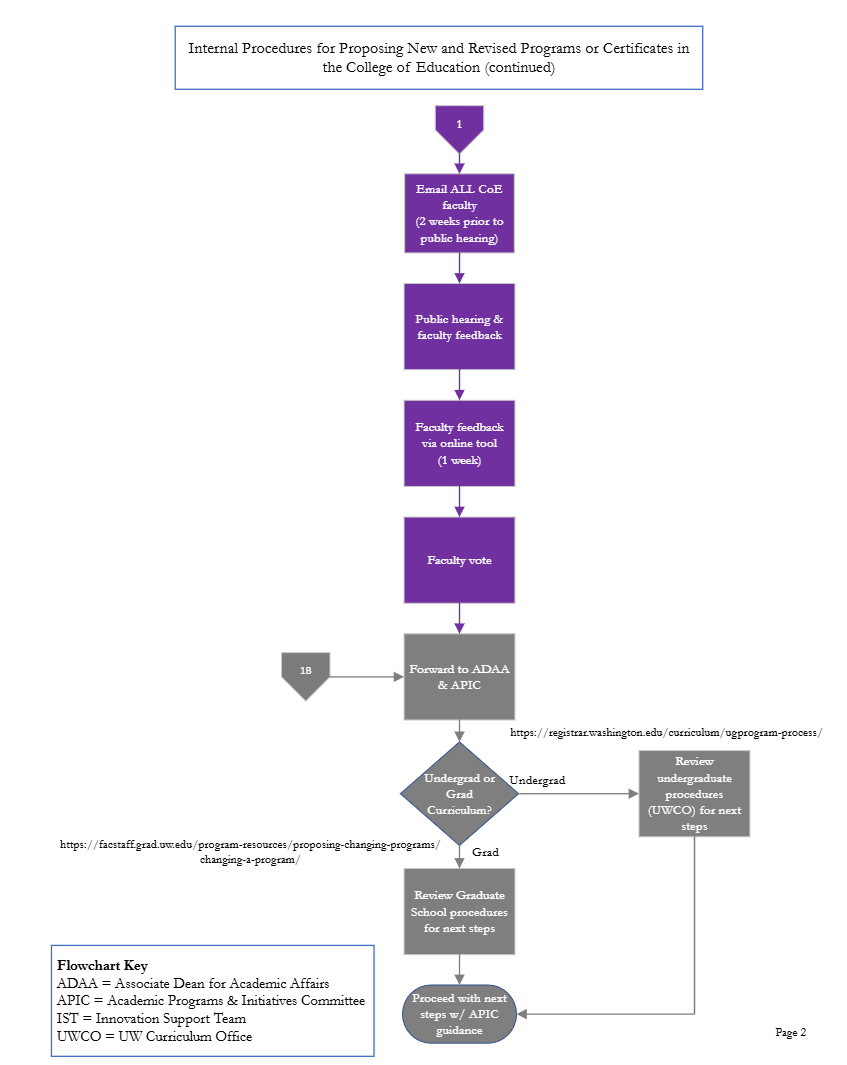 Internal Procedures for Proposing New and Revised Programs or Certificates in
the College of Education (continued)
1
Email ALL CoE
faculty
(2 weeks prior to
public hearing)
Public hearing &
faculty feedback
Faculty feedback
via online tool
(1 week)
Faculty vote
1B
Forward to ADAA
& APIC
https://registrar.washington.edu/curriculum/ugprogram-process/
Undergrad or
Grad
Curriculum?
Undergrad
Review
undergraduate
procedures
(UWCO) for next
steps
https://facstaff.grad.uw.edu/program-resources/proposing-changing-programs/
changing-a-program/
Grad
Review Graduate
School procedures
for next steps
Proceed with next
steps w/ APIC
guidance
Flowchart Key
ADAA = Associate Dean for Academic Affairs
APIC = Academic Programs & Initiatives Committee
IST = Innovation Support Team
UWCO = UW Curriculum Office
Page 2